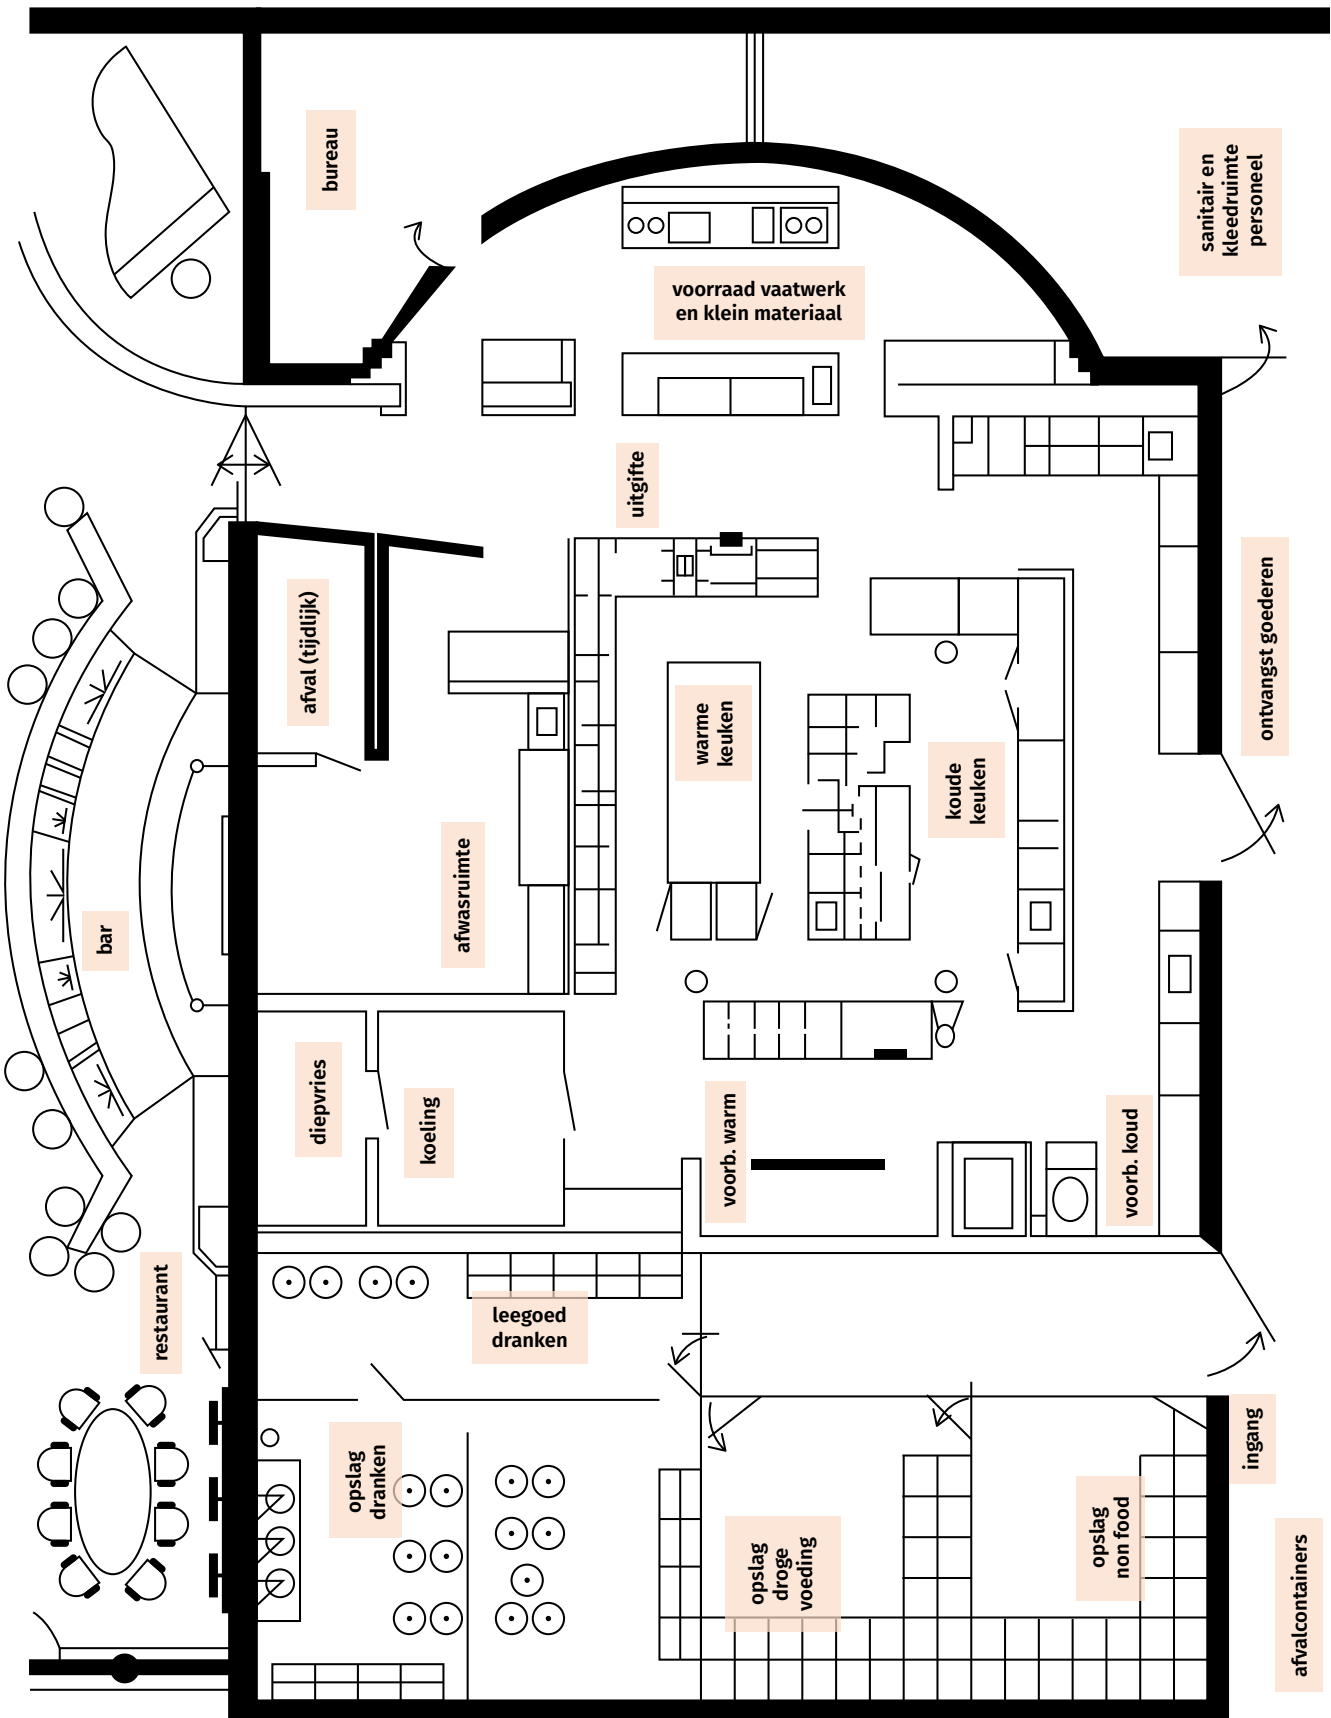 bureau
sanitair en
kleedruimte
personeel
voorraad vaatwerk
en klein materiaal
uitgifte
afval (tijdlijk)
ontvangst goederen
warme
keuken
koude
keuken
afwasruimte
bar
diepvries
koeling
voorb. warm
voorb. koud
restaurant
leegoed
dranken
ingang
opslag
dranken
opslag
droge
voeding
opslag
non food
afvalcontainers